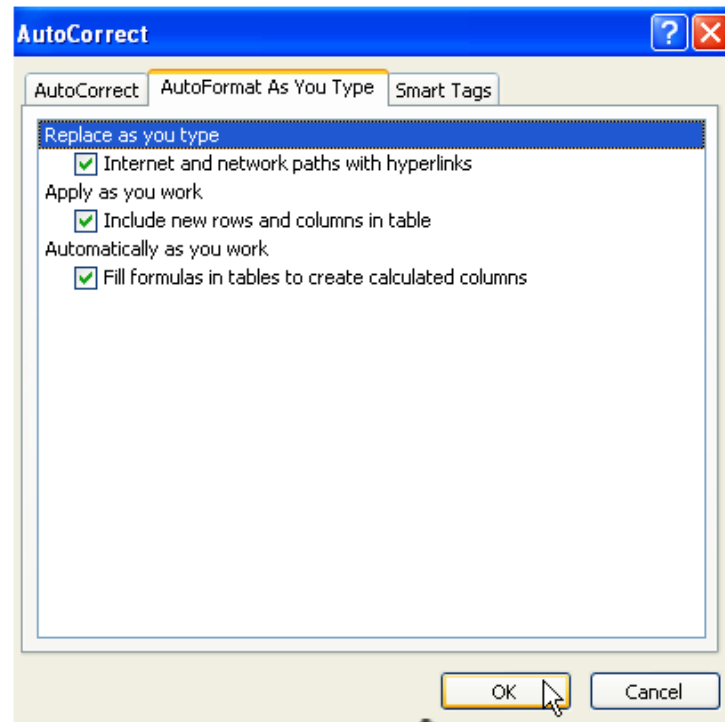 AutoCorrect
AutoCorrect AutoFormat As You Type Smart Tags
Replace as you type
Internet and network paths with hyperlinks
Apply as you work
Include new rows and columns in table
Automatically as you work
Fill formulas in tables to create calculated columns
OK Cancel